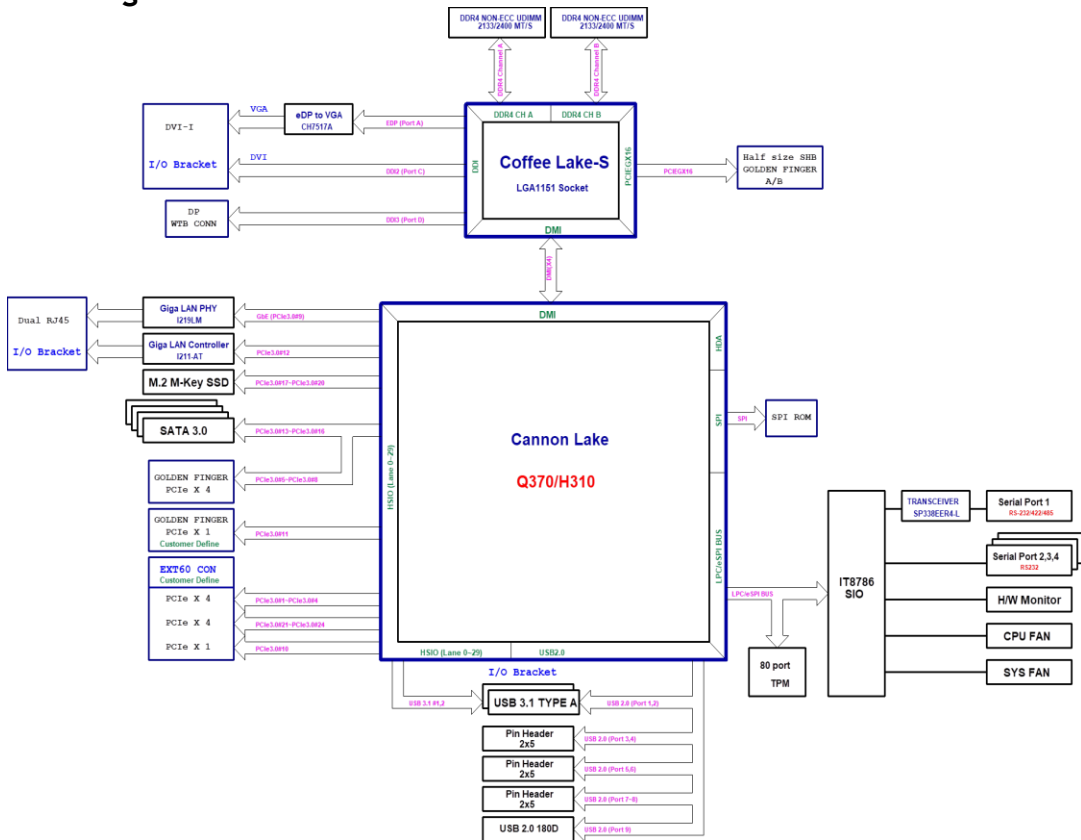 DDR4 NON-ECC UDIMM
2133/2400 MT/S
DDR4 NON-ECC UDIMM
2133/2400 MT/S
DDR4 Channel-A
DDR4 Channel-B
DVI-I
I/O Bracket
VGA
eDP to VGA
CH7517A
EDP (Port A)
DVI
DDI2 (Port C)
DP
WTB CONN
DDI3 (Port D)
DDR4 CH A
DDR4 CH B
DDI
Coffee Lake-S
LGA1151 Socket
PCIEGX16
DMI
PCIEGX16
Half size SHB
GOLDEN FINGER
A/B
DMI(X4)
Dual RJ45
I/O Bracket
Giga LAN PHY
I219LM
GbE (PCIe3.0#9)
Giga LAN Controller
I211-AT
PCIe3.0#12
M.2 M-Key SSD
PCIe3.0#17~PCIe3.0#20
SATA 3.0
PCIe3.0#13~PCIe3.0#16
GOLDEN FINGER
PCIe X 4
PCIe3.0#5~PCIe3.0#8
GOLDEN FINGER
PCIe X 1
Customer Define
PCIe3.0#11
EXT60 CON
Customer Define
PCIe X 4
PCIe3.0#1~PCIe3.0#4
PCIe X 4
PCIe3.0#21~PCIe3.0#24
PCIe X 1
PCIe3.0#10
DMI
HDA
SPI
HSIO (Lane 0~29)
Cannon Lake
Q370/H310
LPC/eSPI BUS
HSIO (Lane 0~29)
USB2.0
SPI
SPI ROM
LPC/eSPI BUS
80 port
TPM
IT8786
SIO
TRANSCEIVER
SP338EER4-L
Serial Port 1
RS-232/422/485
Serial Port 2,3,4
RS232
H/W Monitor
CPU FAN
SYS FAN
I/O Bracket
USB 3.1 #1,2
USB 3.1 TYPE A
USB 2.0 (Port 1,2)
Pin Header
2x5
USB 2.0 (Port 3,4)
Pin Header
2x5
USB 2.0 (Port 5,6)
Pin Header
2x5
USB 2.0 (Port 7~8)
USB 2.0 180D
USB 2.0 (Port 9)